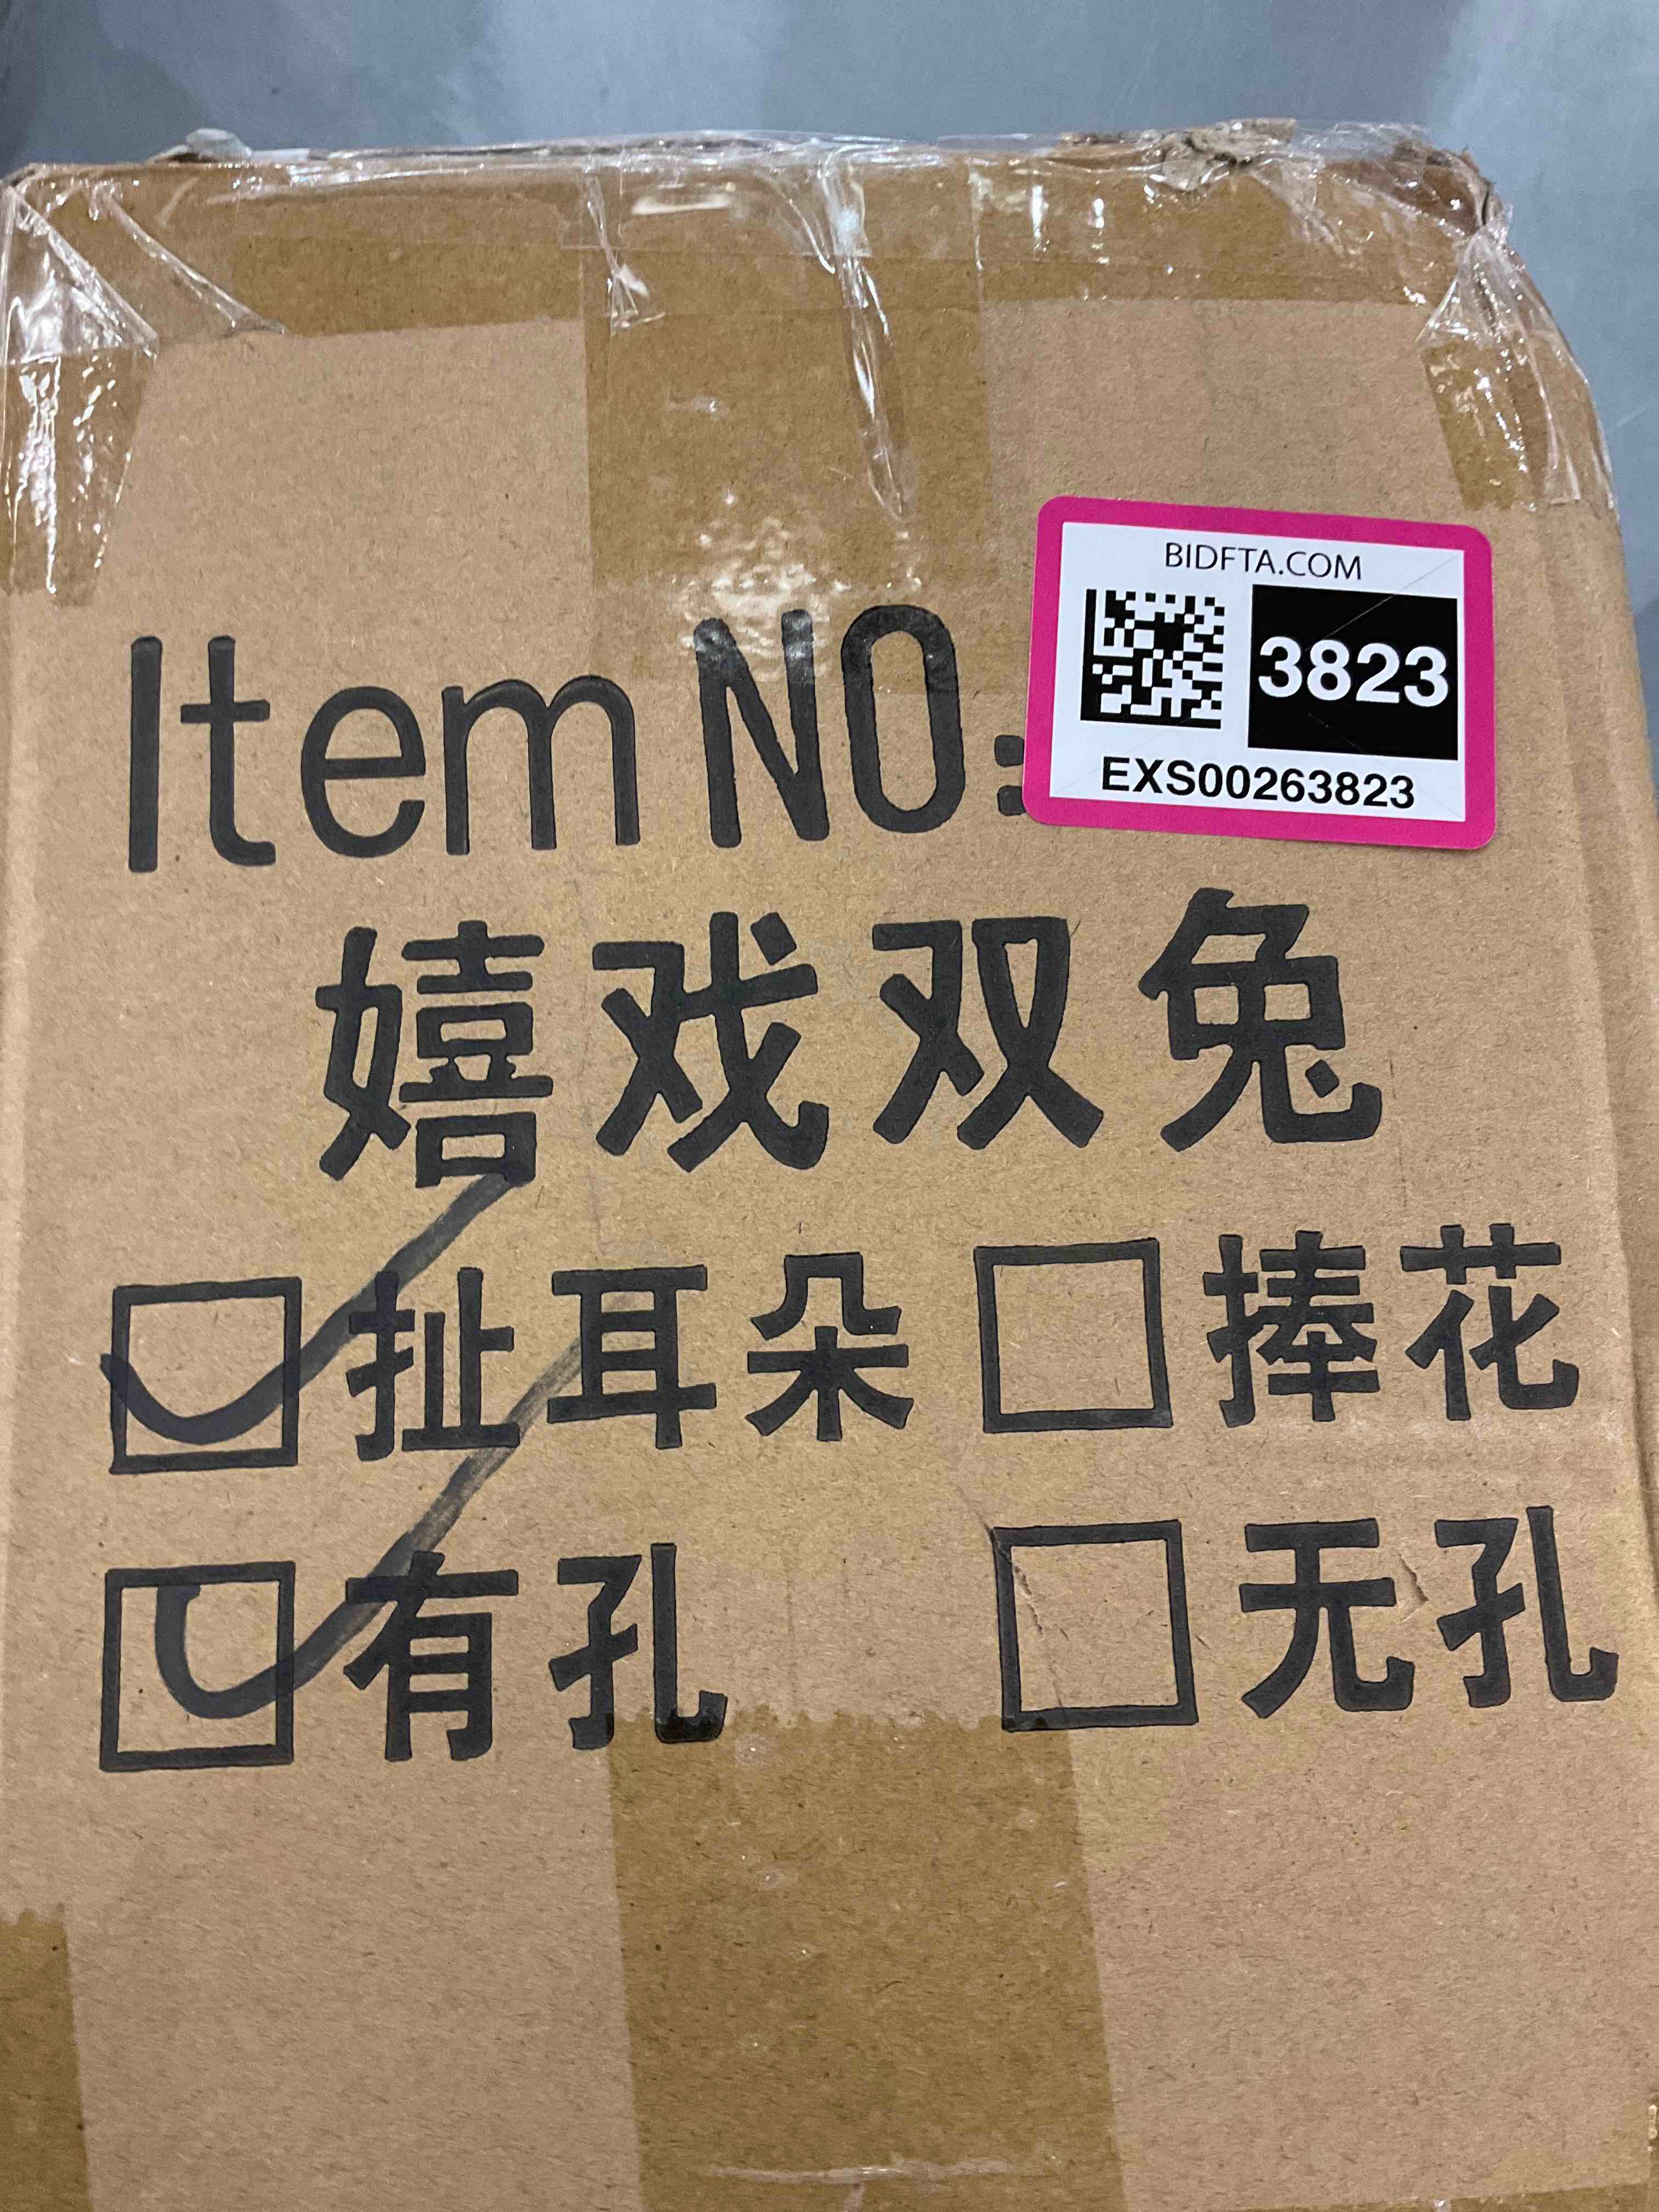 BIDFTA.COM
3823
EXS00263823
Item NO:
嬉戏双兔
扯耳朵 捧花
有孔 无孔